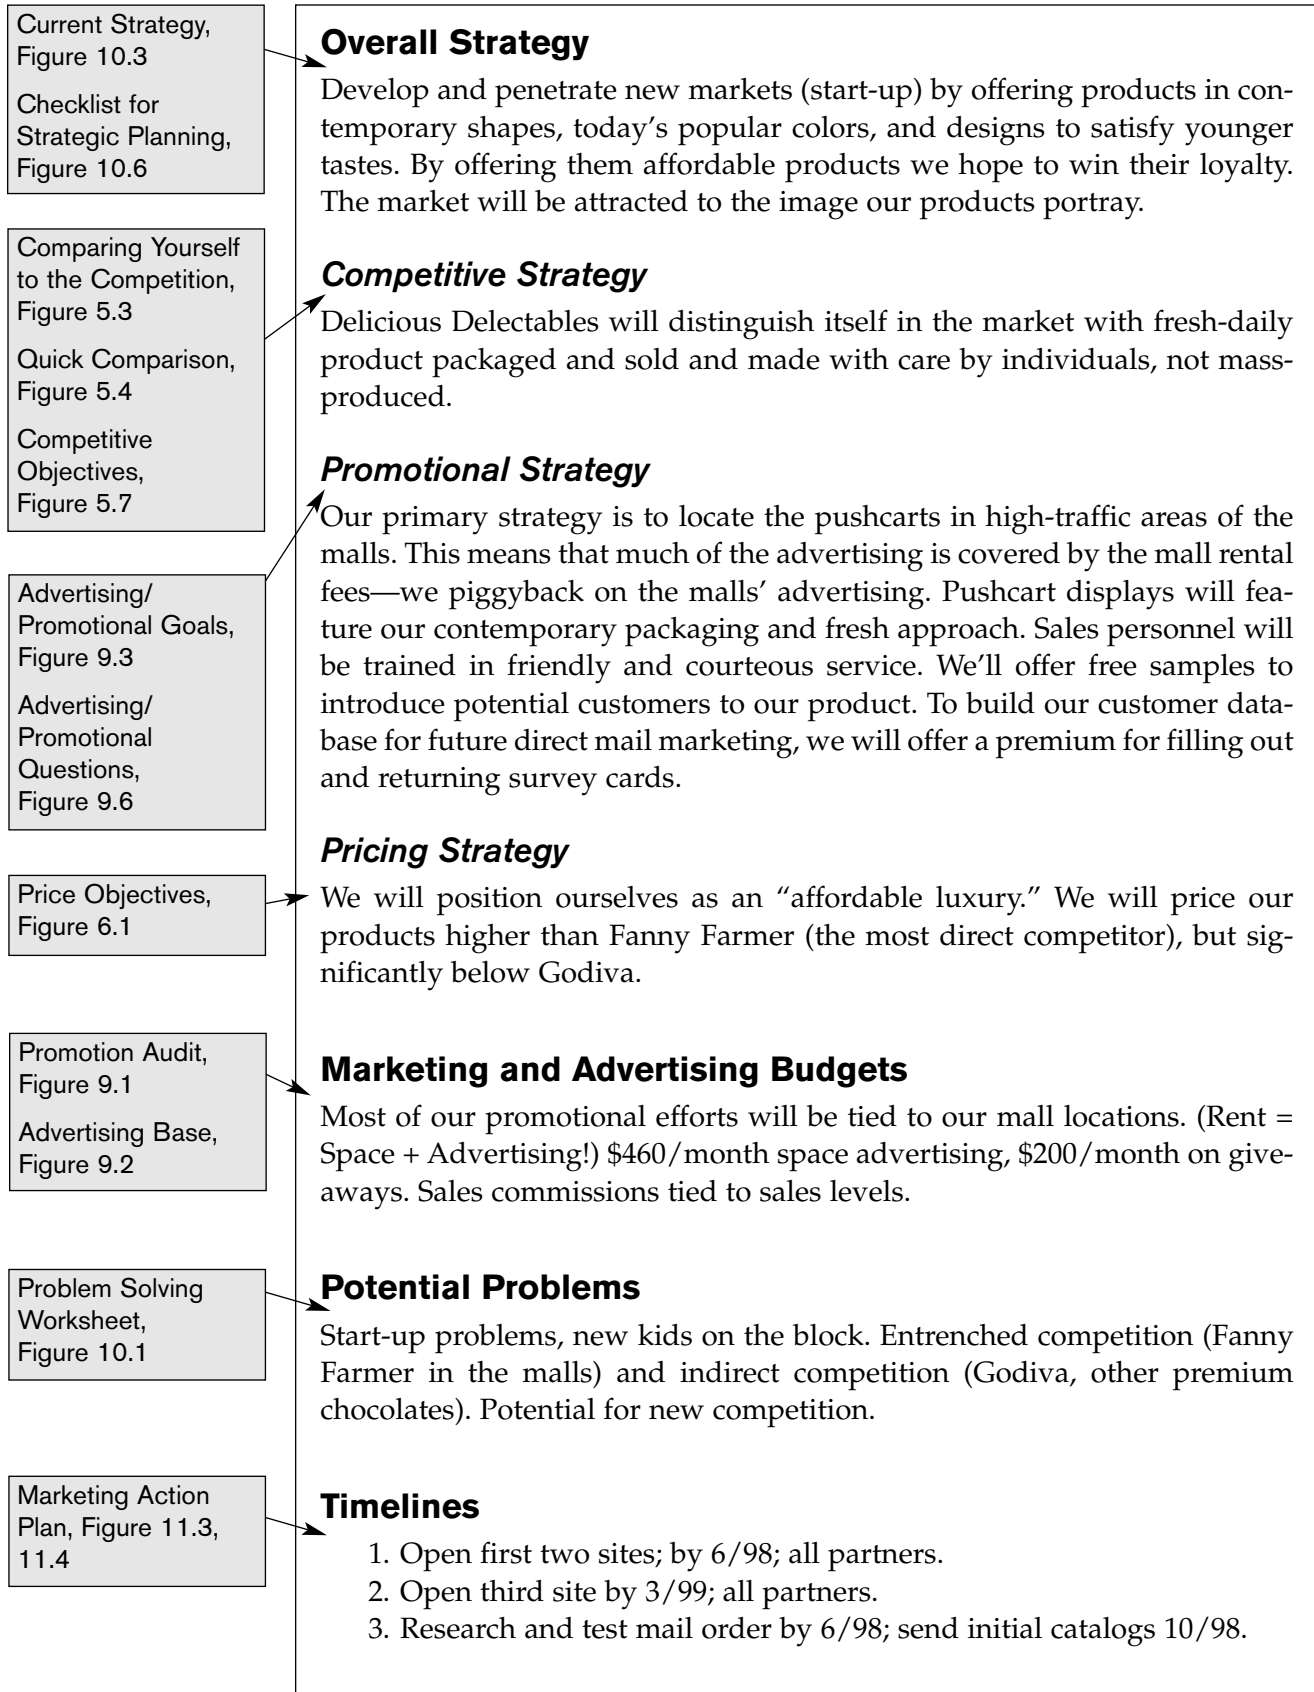 Current Strategy,
Figure 10.3
Checklist for
Strategic Planning,
Figure 10.6
Overall Strategy
Develop and penetrate new markets (start-up) by offering products in con-
temporary shapes, today's popular colors, and designs to satisfy younger
tastes. By offering them affordable products we hope to win their loyalty.
The market will be attracted to the image our products portray.
Comparing Yourself
to the Competition,
Figure 5.3
Quick Comparison,
Figure 5.4
Competitive
Objectives,
Figure 5.7
Competitive Strategy
Delicious Delectables will distinguish itself in the market with fresh-daily
product packaged and sold and made with care by individuals, not mass-
produced.
Advertising/
Promotional Goals,
Figure 9.3
Advertising/
Promotional
Questions,
Figure 9.6
Promotional Strategy
Our primary strategy is to locate the pushcarts in high-traffic areas of the
malls. This means that much of the advertising is covered by the mall rental
fees—we piggyback on the malls’ advertising. Pushcart displays will fea-
ture our contemporary packaging and fresh approach. Sales personnel will
be trained in friendly and courteous service. We’ll offer free samples to
introduce potential customers to our product. To build our customer data-
base for future direct mail marketing, we will offer a premium for filling out
and returning survey cards.
Price Objectives,
Figure 6.1
Pricing Strategy
We will position ourselves as an “affordable luxury.” We will price our
products higher than Fanny Farmer (the most direct competitor), but sig-
nificantly below Godiva.
Promotion Audit,
Figure 9.1
Advertising Base,
Figure 9.2
Marketing and Advertising Budgets
Most of our promotional efforts will be tied to our mall locations. (Rent =
Space + Advertising!) $460/month space advertising, $200/month on give-
aways. Sales commissions tied to sales levels.
Problem Solving
Worksheet,
Figure 10.1
Potential Problems
Start-up problems, new kids on the block. Entrenched competition (Fanny
Farmer in the malls) and indirect competition (Godiva, other premium
chocolates). Potential for new competition.
Marketing Action
Plan, Figure 11.3,
11.4
Timelines
1. Open first two sites; by 6/98; all partners.
2. Open third site by 3/99; all partners.
3. Research and test mail order by 6/98; send initial catalogs 10/98.